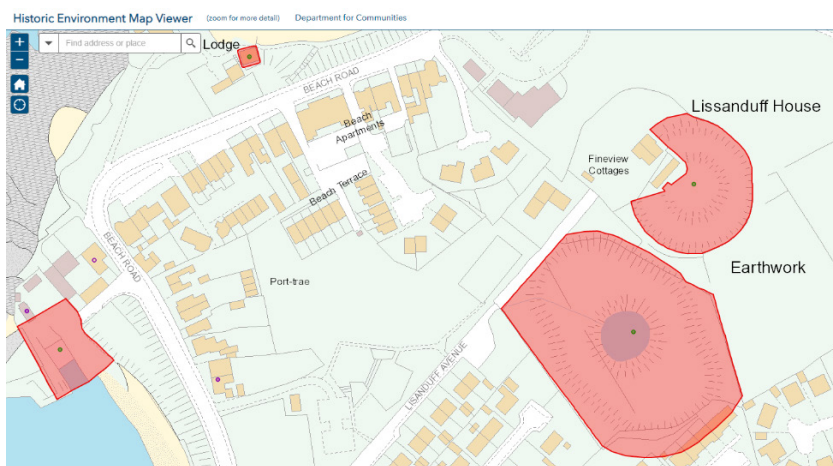 Historic Environment Map Viewer (zoom for more detail) Department for Communities
+
Find address or place
−
Lodge
BEACH ROAD
Lissanduff House
Beach
Apartments
Fineview
Cottages
Beach Terrace
BEACH ROAD
Earthwork
Port-trae
LISSANDUFF AVENUE